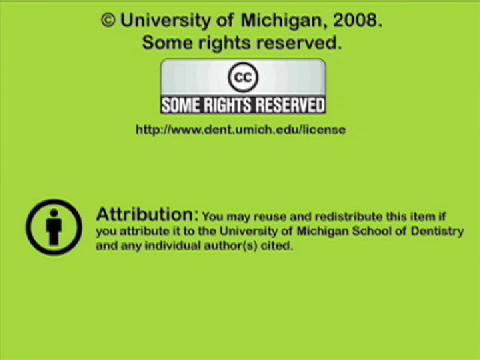 © University of Michigan, 2008.
Some rights reserved.
cc
SOME RIGHTS RESERVED
http://www.dent.umich.edu/license
Attribution: You may reuse and redistribute this item if
you attribute it to the University of Michigan School of Dentistry
and any individual author(s) cited.